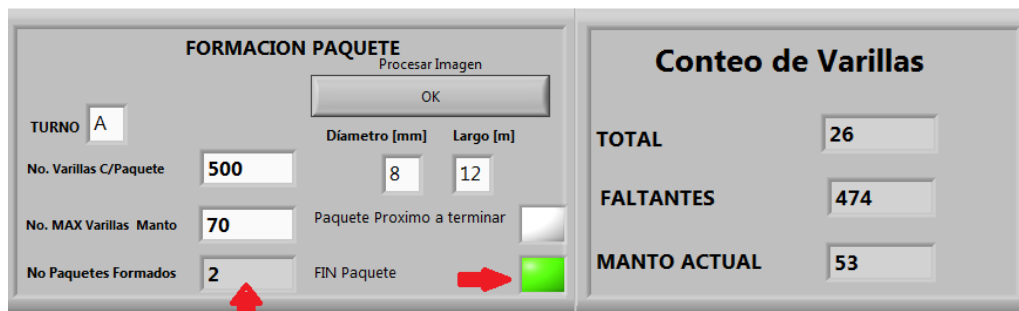 FORMACION PAQUETE
Procesar Imagen
OK
TURNO A
Díametro [mm] Largo [m]
No. Varillas C/Paquete 500
8 12
No. MAX Varillas Manto 70
Paquete Proximo a terminar
No Paquetes Formados 2
FIN Paquete
Conteo de Varillas
TOTAL 26
FALTANTES 474
MANTO ACTUAL 53